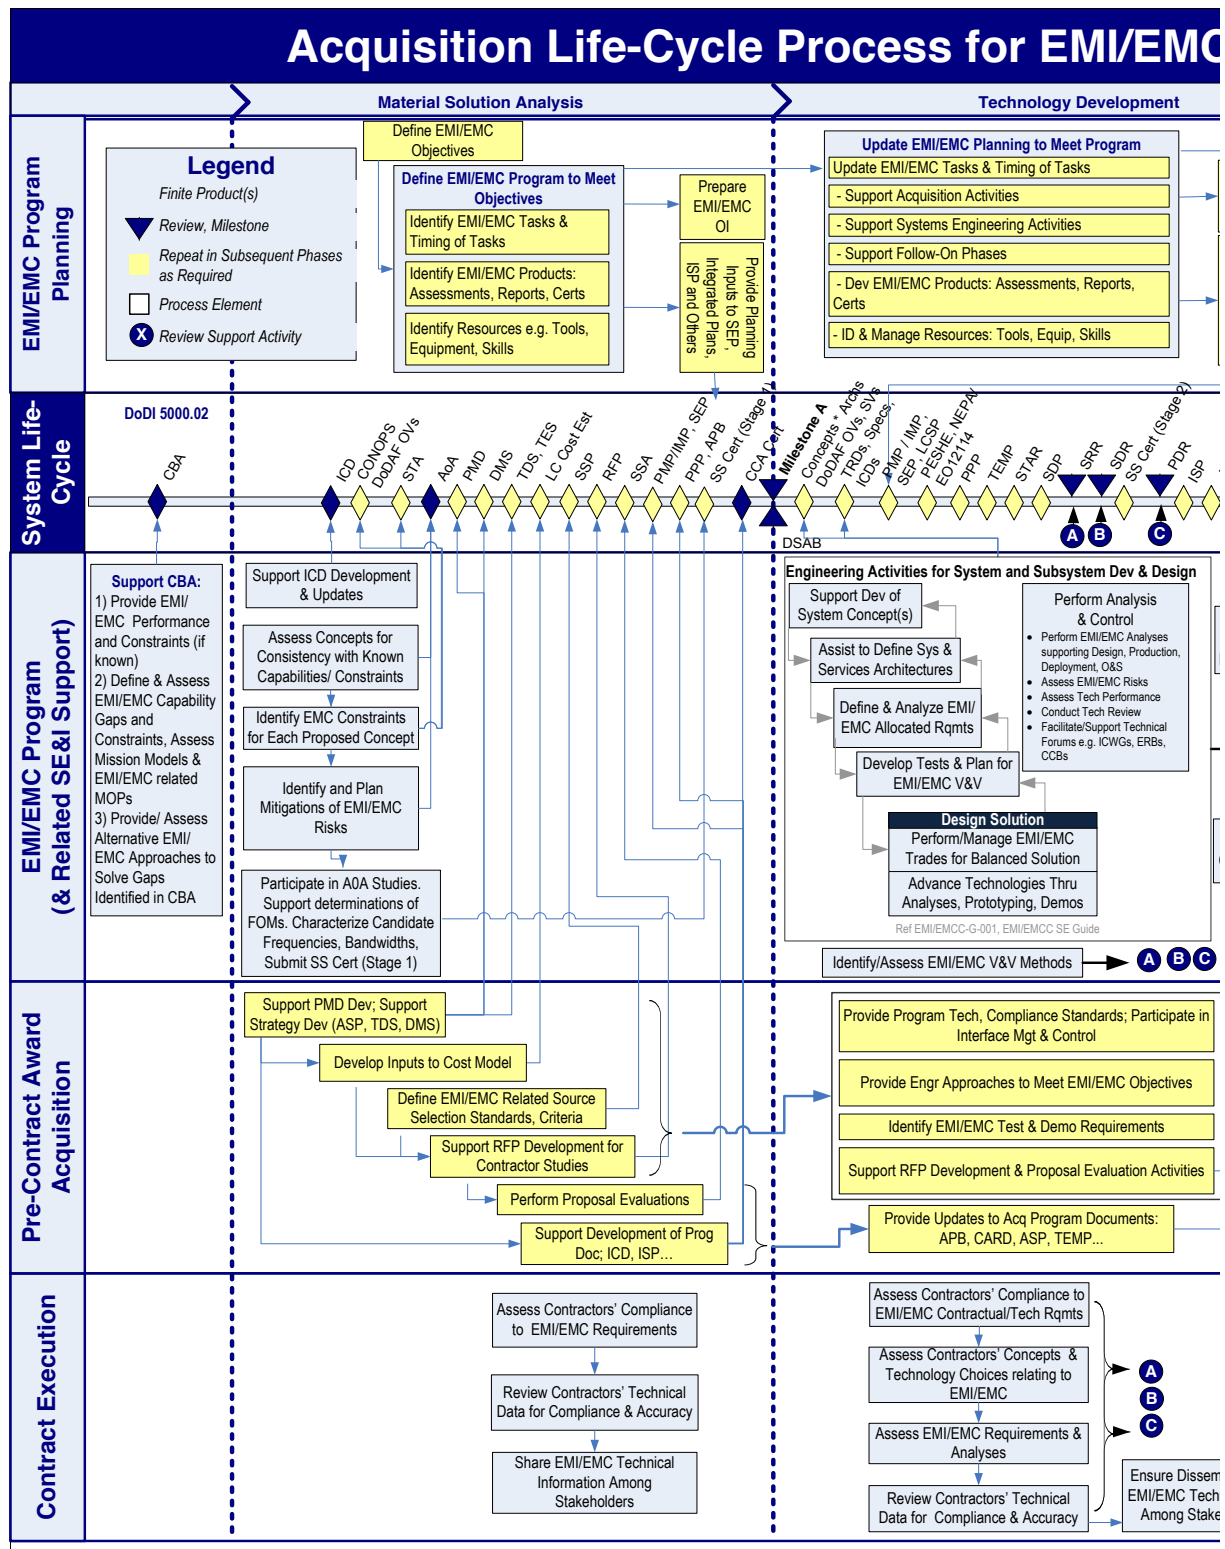 Acquisition Life-Cycle Process for EMI/EMC
Material Solution Analysis
Technology Development
EMI/EMC Program
Planning
Legend
Finite Product(s)
Review, Milestone
Repeat in Subsequent Phases
as Required
Process Element
X
Review Support Activity
Define EMI/EMC
Objectives
Define EMI/EMC Program to Meet
Objectives
Identify EMI/EMC Tasks &
Timing of Tasks
Identify EMI/EMC Products:
Assessments, Reports, Certs
Identify Resources e.g. Tools,
Equipment, Skills
Prepare
EMI/EMC
OI
Provide Planning
Inputs to SEP,
Integrated Plans,
ISP and Others
Update EMI/EMC Planning to Meet Program
Update EMI/EMC Tasks & Timing of Tasks
- Support Acquisition Activities
- Support Systems Engineering Activities
- Support Follow-On Phases
- Dev EMI/EMC Products: Assessments, Reports,
Certs
- ID & Manage Resources: Tools, Equip, Skills
System Life-
Cycle
DoDI 5000.02
CBA
ICD
CONOPS
DoDAF OVs
STA
AoA
PMD
DMS
TDS, TES
LC Cost Est
SSP
RFP
SSA
PMP/IMP, SEP
PPP, APB
SS Cert (Stage 1)
CCA Cert
Milestone A
Concepts * Archs
DoDAF OVs, SVs
TRDs, Specs,
ICDs
PMP / IMP,
SEP, LCSP
PESHE, NEPA/
EO12114
PPP
TEMP
STAR
SDP
SRR
SDR
SS Cert (Stage 2)
PDR
ISP
A
B
C
DSAB
EMI/EMC Program
(& Related SE&I Support)
Support CBA:
1) Provide EMI/
EMC Performance
and Constraints (if
known)
2) Define & Assess
EMI/EMC Capability
Gaps and
Constraints, Assess
Mission Models &
EMI/EMC related
MOPs
3) Provide/ Assess
Alternative EMI/
EMC Approaches to
Solve Gaps
Identified in CBA
Support ICD Development
& Updates
Assess Concepts for
Consistency with Known
Capabilities/ Constraints
Identify EMC Constraints
for Each Proposed Concept
Identify and Plan
Mitigations of EMI/EMC
Risks
Participate in A0A Studies.
Support determinations of
FOMs. Characterize Candidate
Frequencies, Bandwidths,
Submit SS Cert (Stage 1)
Engineering Activities for System and Subsystem Dev & Design
Support Dev of
System Concept(s)
Assist to Define Sys &
Services Architectures
Define & Analyze EMI/
EMC Allocated Rqmts
Develop Tests & Plan for
EMI/EMC V&V
Design Solution
Perform/Manage EMI/EMC
Trades for Balanced Solution
Advance Technologies Thru
Analyses, Prototyping, Demos
Perform Analysis
& Control
• Perform EMI/EMC Analyses
supporting Design, Production,
Deployment, O&S
• Assess EMI/EMC Risks
• Assess Tech Performance
• Conduct Tech Review
• Facilitate/Support Technical
Forums e.g. ICWGs, ERBs,
CCBs
Ref EMI/EMCC-G-001, EMI/EMCC SE Guide
Identify/Assess EMI/EMC V&V Methods
A
B
C
Pre-Contract Award
Acquisition
Support PMD Dev; Support
Strategy Dev (ASP, TDS, DMS)
Develop Inputs to Cost Model
Define EMI/EMC Related Source
Selection Standards, Criteria
Support RFP Development for
Contractor Studies
Perform Proposal Evaluations
Support Development of Prog
Doc; ICD, ISP…
Provide Program Tech, Compliance Standards; Participate in
Interface Mgt & Control
Provide Engr Approaches to Meet EMI/EMC Objectives
Identify EMI/EMC Test & Demo Requirements
Support RFP Development & Proposal Evaluation Activities
Provide Updates to Acq Program Documents:
APB, CARD, ASP, TEMP...
Contract Execution
Assess Contractors' Compliance
to EMI/EMC Requirements
Review Contractors' Technical
Data for Compliance & Accuracy
Share EMI/EMC Technical
Information Among
Stakeholders
Assess Contractors' Compliance to
EMI/EMC Contractual/Tech Rqmts
Assess Contractors' Concepts &
Technology Choices relating to
EMI/EMC
Assess EMI/EMC Requirements &
Analyses
Review Contractors' Technical
Data for Compliance & Accuracy
A
B
C
Ensure Dissem
EMI/EMC Tech
Among Stake